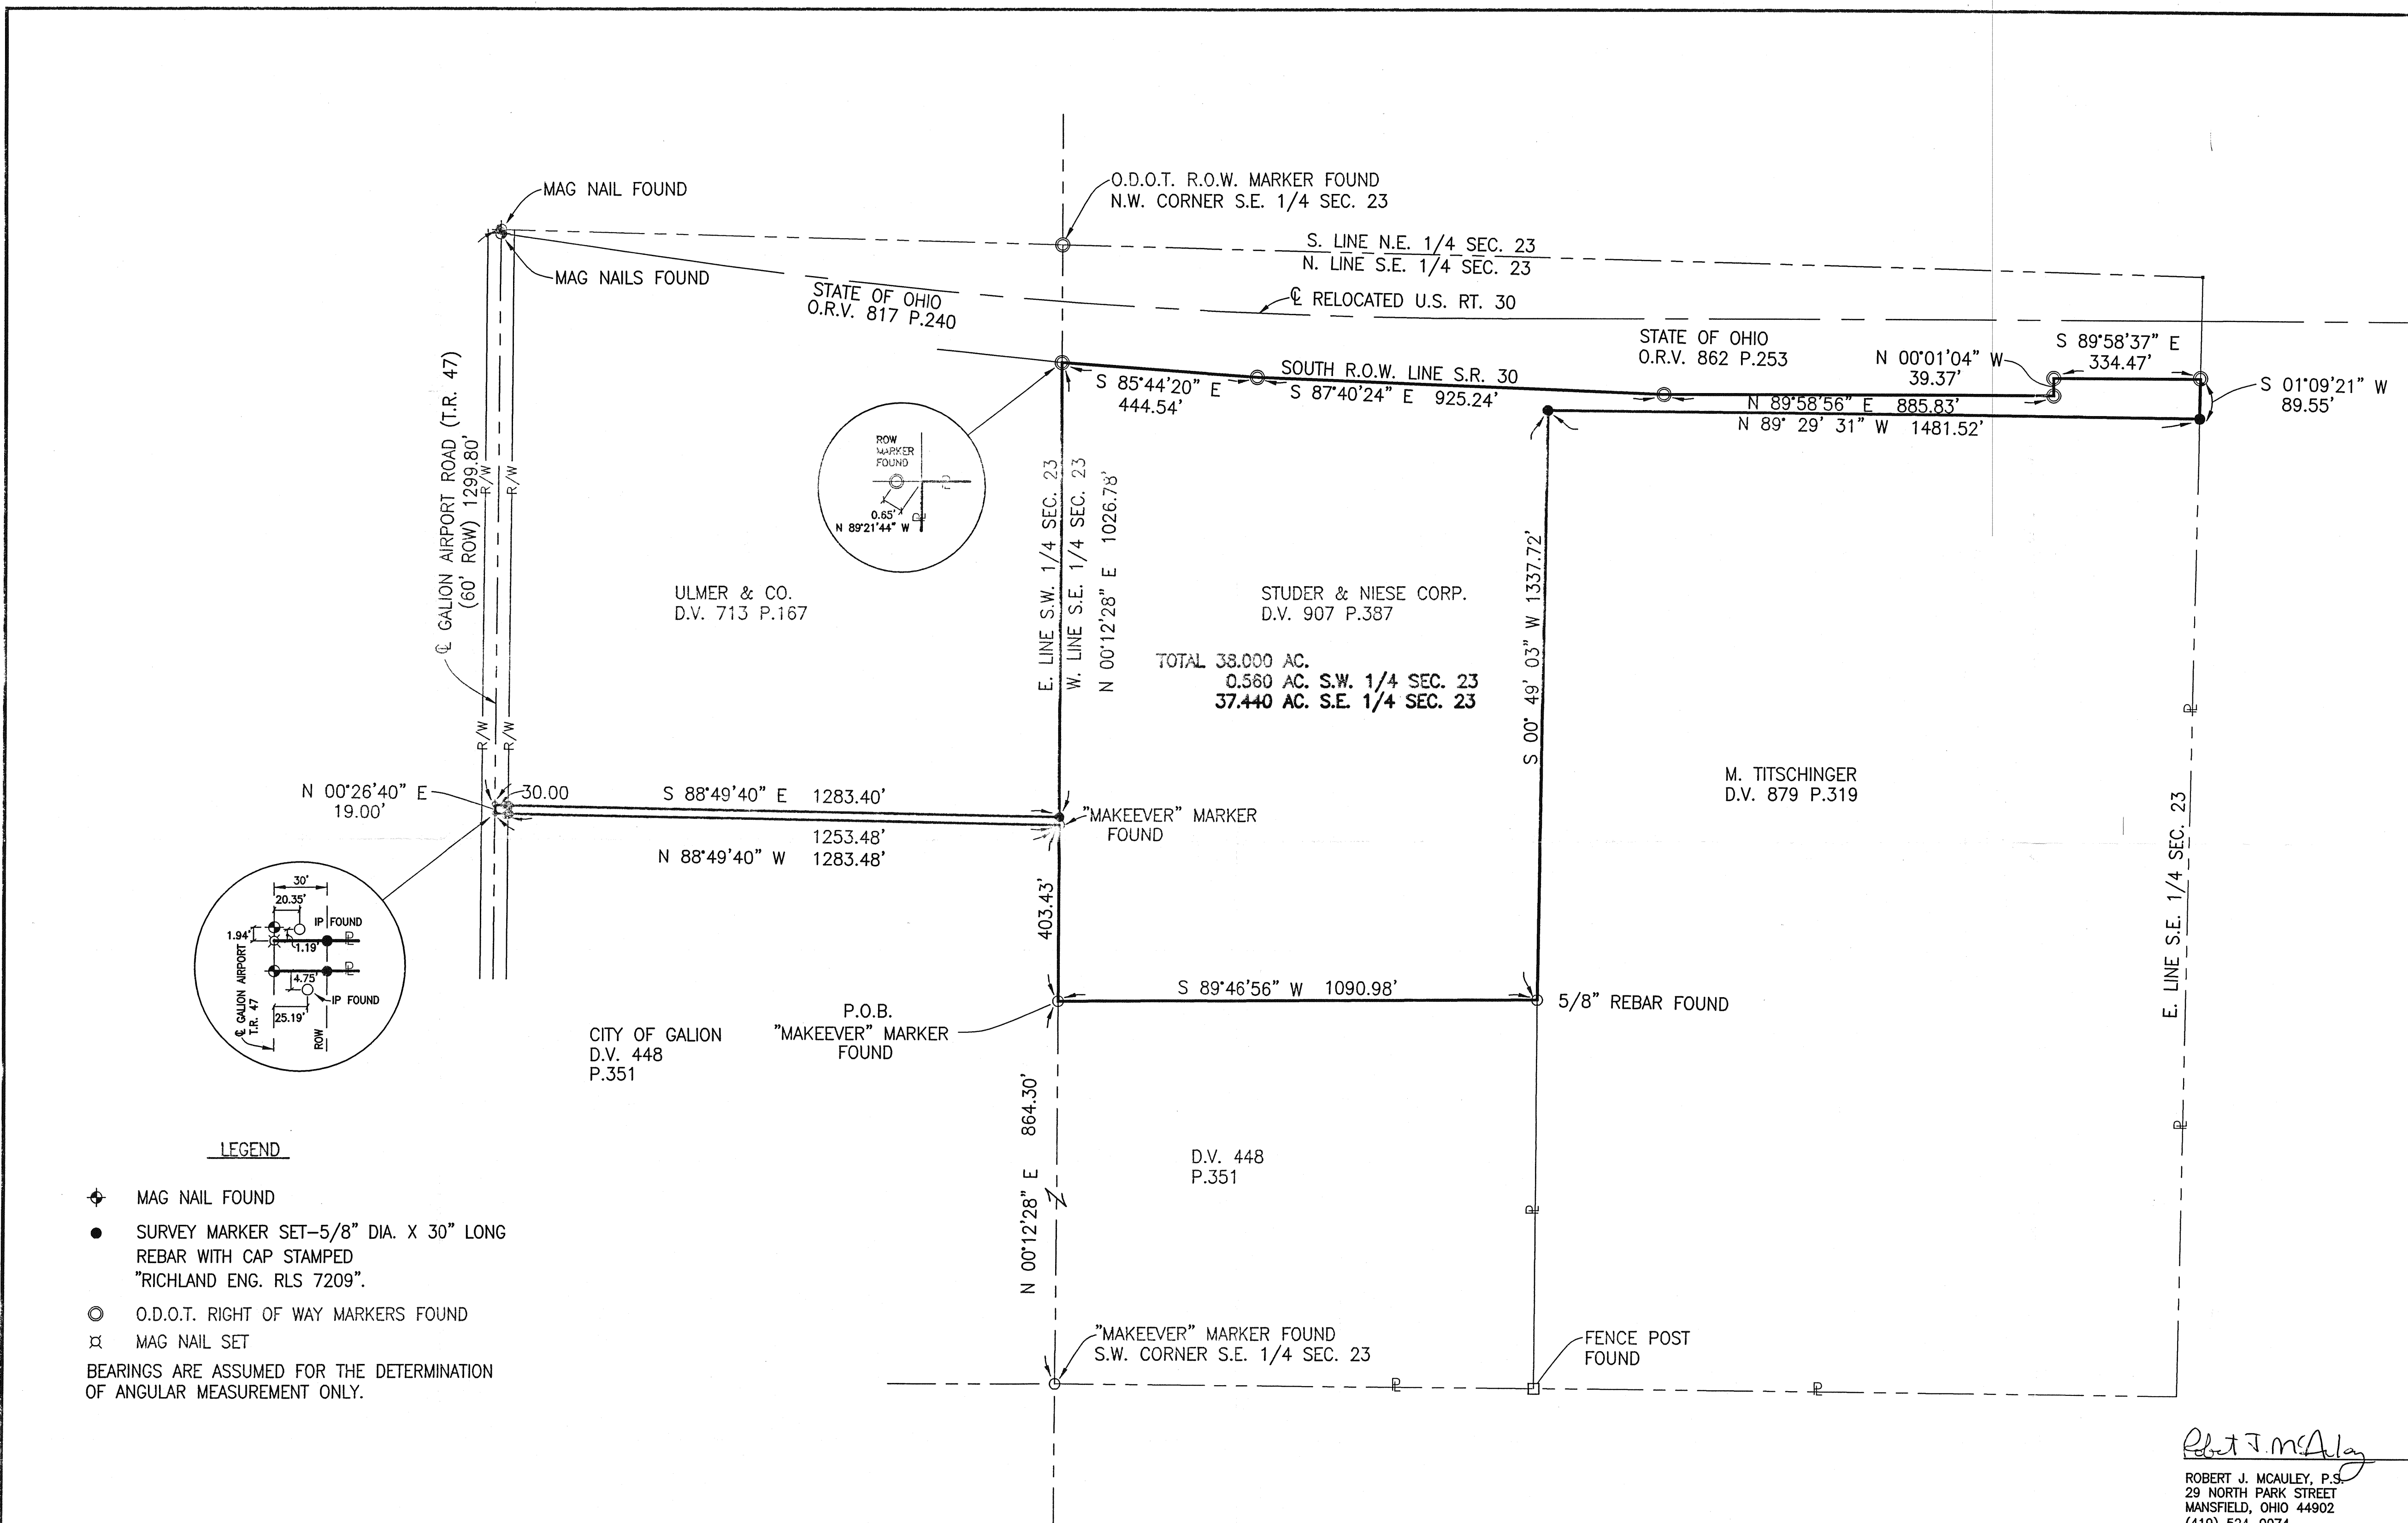 MAG NAIL FOUND
O.D.O.T. R.O.W. MARKER FOUND
N.W. CORNER S.E. 1/4 SEC. 23
MAG NAILS FOUND
S. LINE N.E. 1/4 SEC. 23
N. LINE S.E. 1/4 SEC. 23
STATE OF OHIO
O.R.V. 817 P.240
℄ RELOCATED U.S. RT. 30
STATE OF OHIO
O.R.V. 862 P.253
N 00°01'04" W
39.37'
S 89°58'37" E
334.47'
S 01°09'21" W
89.55'
S 85°44'20" E
444.54'
SOUTH R.O.W. LINE S.R. 30
S 87°40'24" E 925.24'
N 89°58'56" E 885.83'
N 89° 29' 31" W 1481.52'
℄ GALION AIRPORT ROAD (T.R. 47)
(60' ROW) 1299.80'
R/W
R/W
R/W
R/W
ROW
MARKER
FOUND
PL
PL
0.65'
N 89°21'44" W
E. LINE S.W. 1/4 SEC. 23
W. LINE S.E. 1/4 SEC. 23
N 00°12'28" E 1026.78'
ULMER & CO.
D.V. 713 P.167
STUDER & NIESE CORP.
D.V. 907 P.387
TOTAL 38.000 AC.
0.560 AC. S.W. 1/4 SEC. 23
37.440 AC. S.E. 1/4 SEC. 23
S 00° 49' 03" W 1337.72'
M. TITSCHINGER
D.V. 879 P.319
PL
E. LINE S.E. 1/4 SEC. 23
PL
N 00°26'40" E
19.00'
30.00
S 88°49'40" E 1283.40'
1253.48'
N 88°49'40" W 1283.48'
"MAKEEVER" MARKER
FOUND
403.43'
30'
20.35'
IP FOUND
1.94'
1.19'
PL
PL
4.75'
IP FOUND
25.19'
℄ GALION AIRPORT
T.R. 47
ROW
S 89°46'56" W 1090.98'
5/8" REBAR FOUND
P.O.B.
"MAKEEVER" MARKER
FOUND
CITY OF GALION
D.V. 448
P.351
N 00°12'28" E 864.30'
D.V. 448
P.351
PL
LEGEND
MAG NAIL FOUND
SURVEY MARKER SET-5/8" DIA. X 30" LONG
REBAR WITH CAP STAMPED
"RICHLAND ENG. RLS 7209".
O.D.O.T. RIGHT OF WAY MARKERS FOUND
MAG NAIL SET
BEARINGS ARE ASSUMED FOR THE DETERMINATION
OF ANGULAR MEASUREMENT ONLY.
"MAKEEVER" MARKER FOUND
S.W. CORNER S.E. 1/4 SEC. 23
FENCE POST
FOUND
PL
PL
Robert J. McAuley
ROBERT J. MCAULEY, P.S.
29 NORTH PARK STREET
MANSFIELD, OHIO 44902